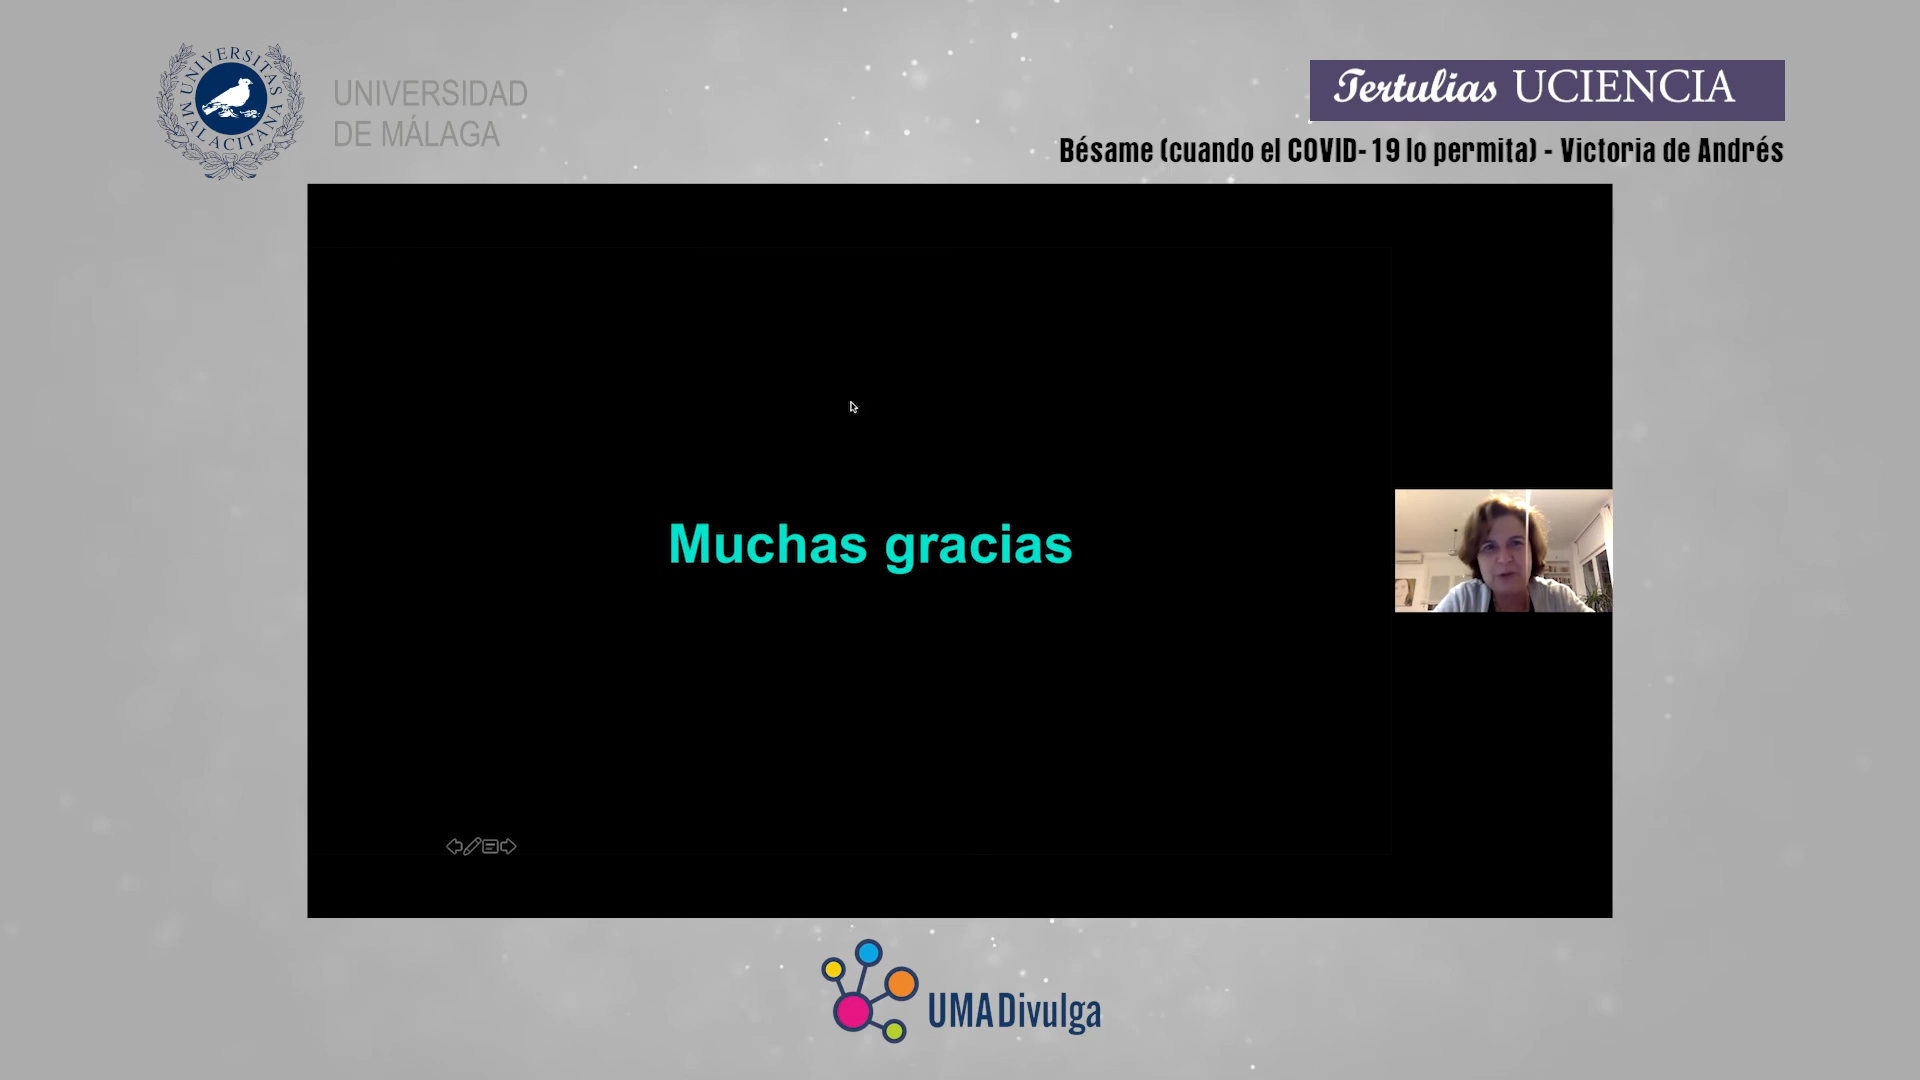 UNIVERSITAS MALACITANA
UNIVERSIDAD
DE MÁLAGA
Tertulias UCIENCIA
Bésame (cuando el COVID-19 lo permita) - Victoria de Andrés
Muchas gracias
UMADivulga